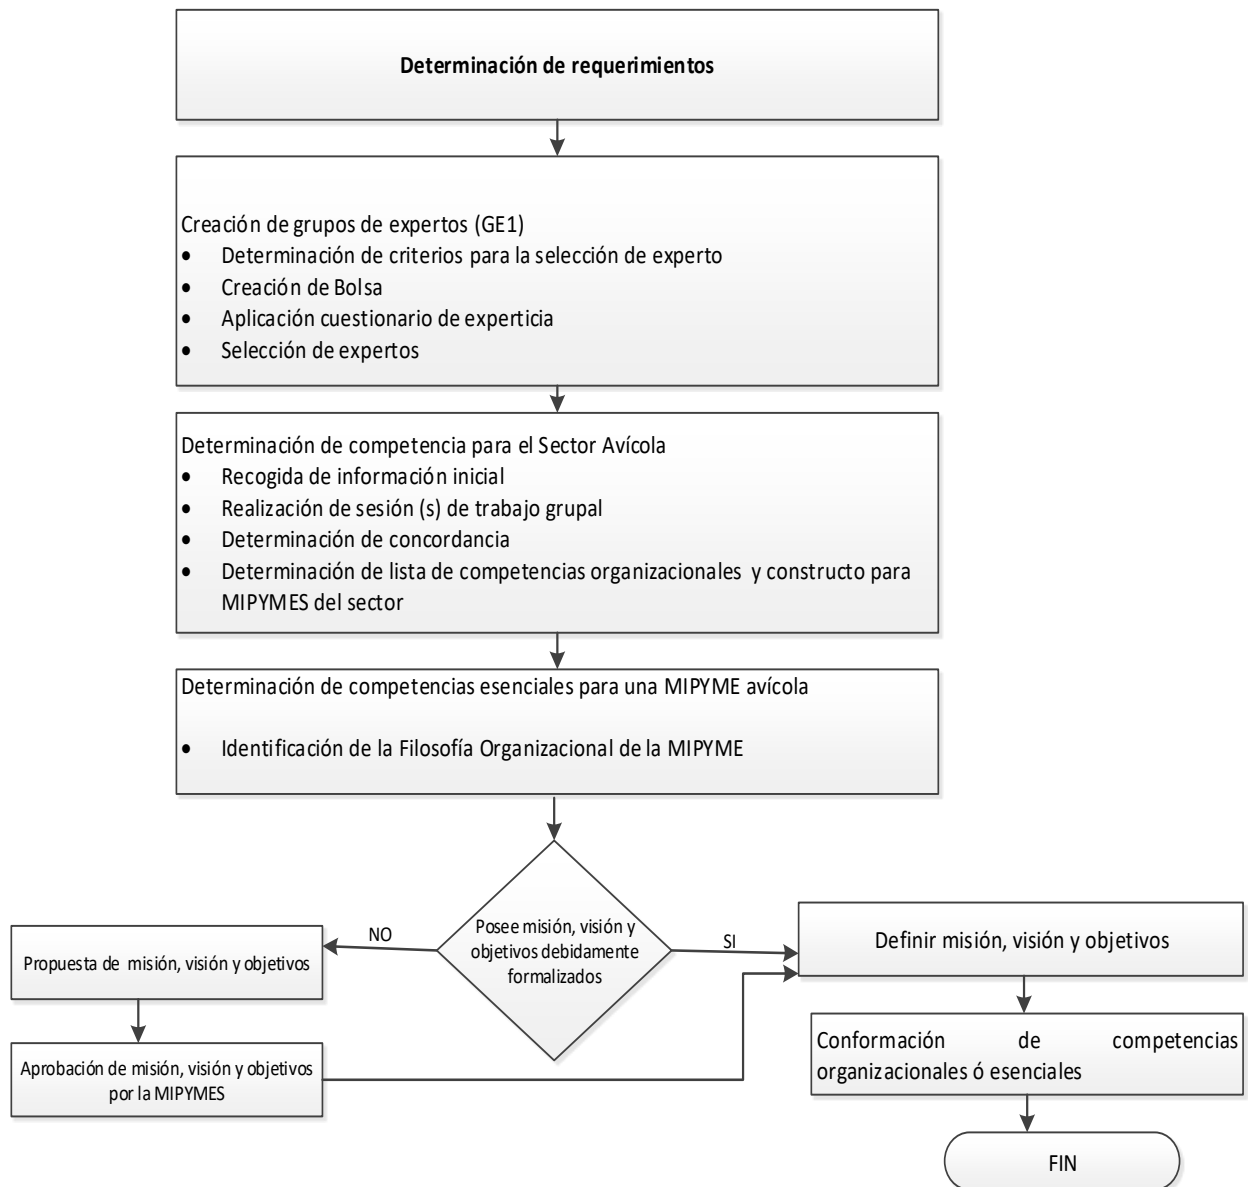 Determinación de requerimientos
Creación de grupos de expertos (GE1)
• Determinación de criterios para la selección de experto
• Creación de Bolsa
• Aplicación cuestionario de experticia
• Selección de expertos
Determinación de competencia para el Sector Avícola
• Recogida de información inicial
• Realización de sesión (s) de trabajo grupal
• Determinación de concordancia
• Determinación de lista de competencias organizacionales y constructo para
MIPYMES del sector
Determinación de competencias esenciales para una MIPYME avícola
• Identificación de la Filosofía Organizacional de la MIPYME
Posee misión, visión y
objetivos debidamente
formalizados
NO
SI
Propuesta de misión, visión y objetivos
Aprobación de misión, visión y objetivos
por la MIPYMES
Definir misión, visión y objetivos
Conformación de competencias
organizacionales ó esenciales
FIN